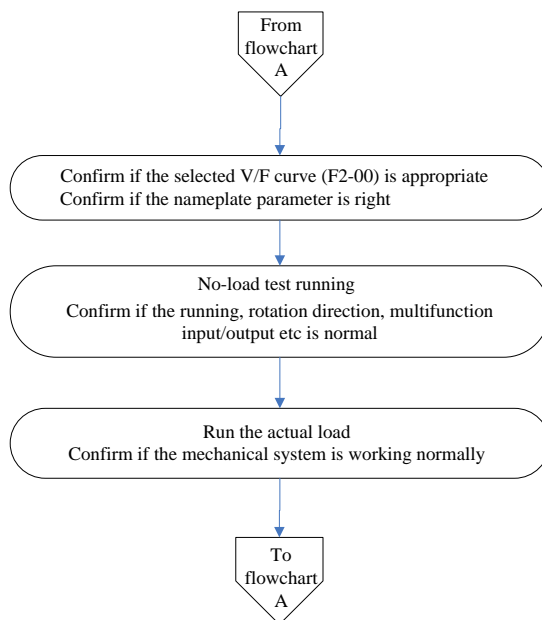 From
flowchart
A
Confirm if the selected V/F curve (F2-00) is appropriate
Confirm if the nameplate parameter is right
No-load test running
Confirm if the running, rotation direction, multifunction
input/output etc is normal
Run the actual load
Confirm if the mechanical system is working normally
To
flowchart
A